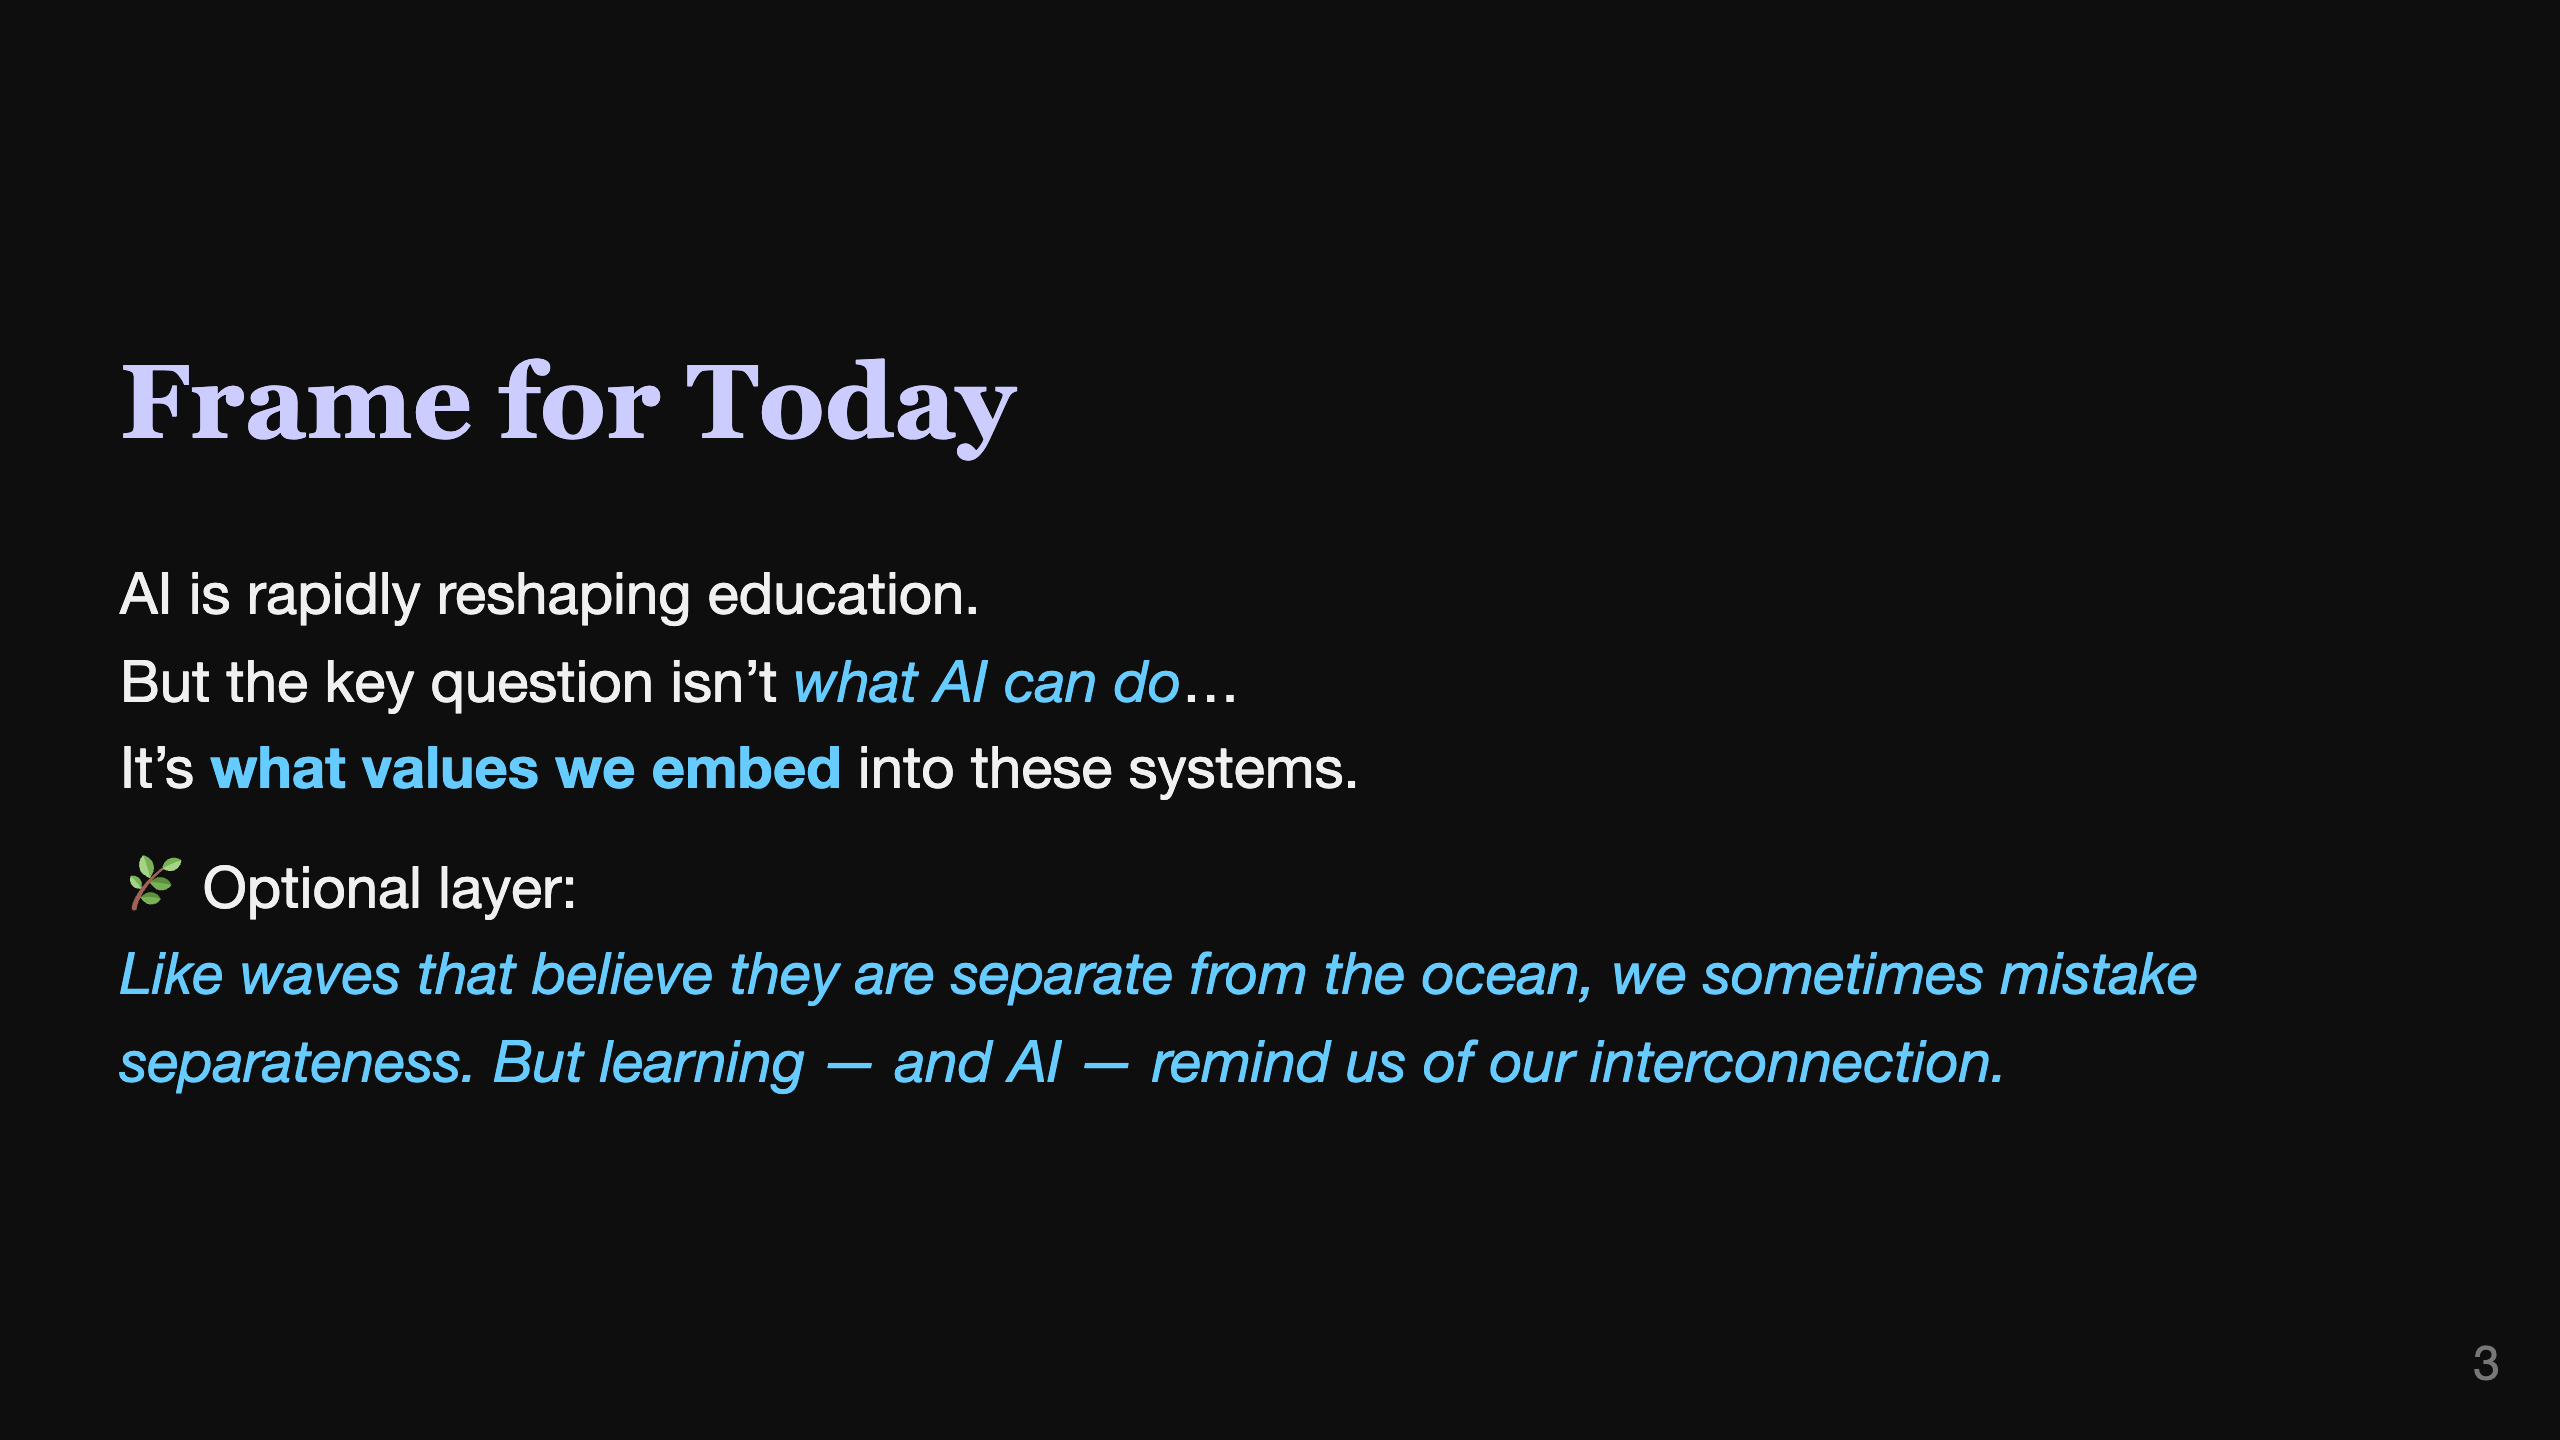 Frame for Today
AI is rapidly reshaping education.
But the key question isn’t what AI can do…
It’s what values we embed into these systems.
🌿 Optional layer:
Like waves that believe they are separate from the ocean, we sometimes mistake
separateness. But learning — and AI — remind us of our interconnection.
3